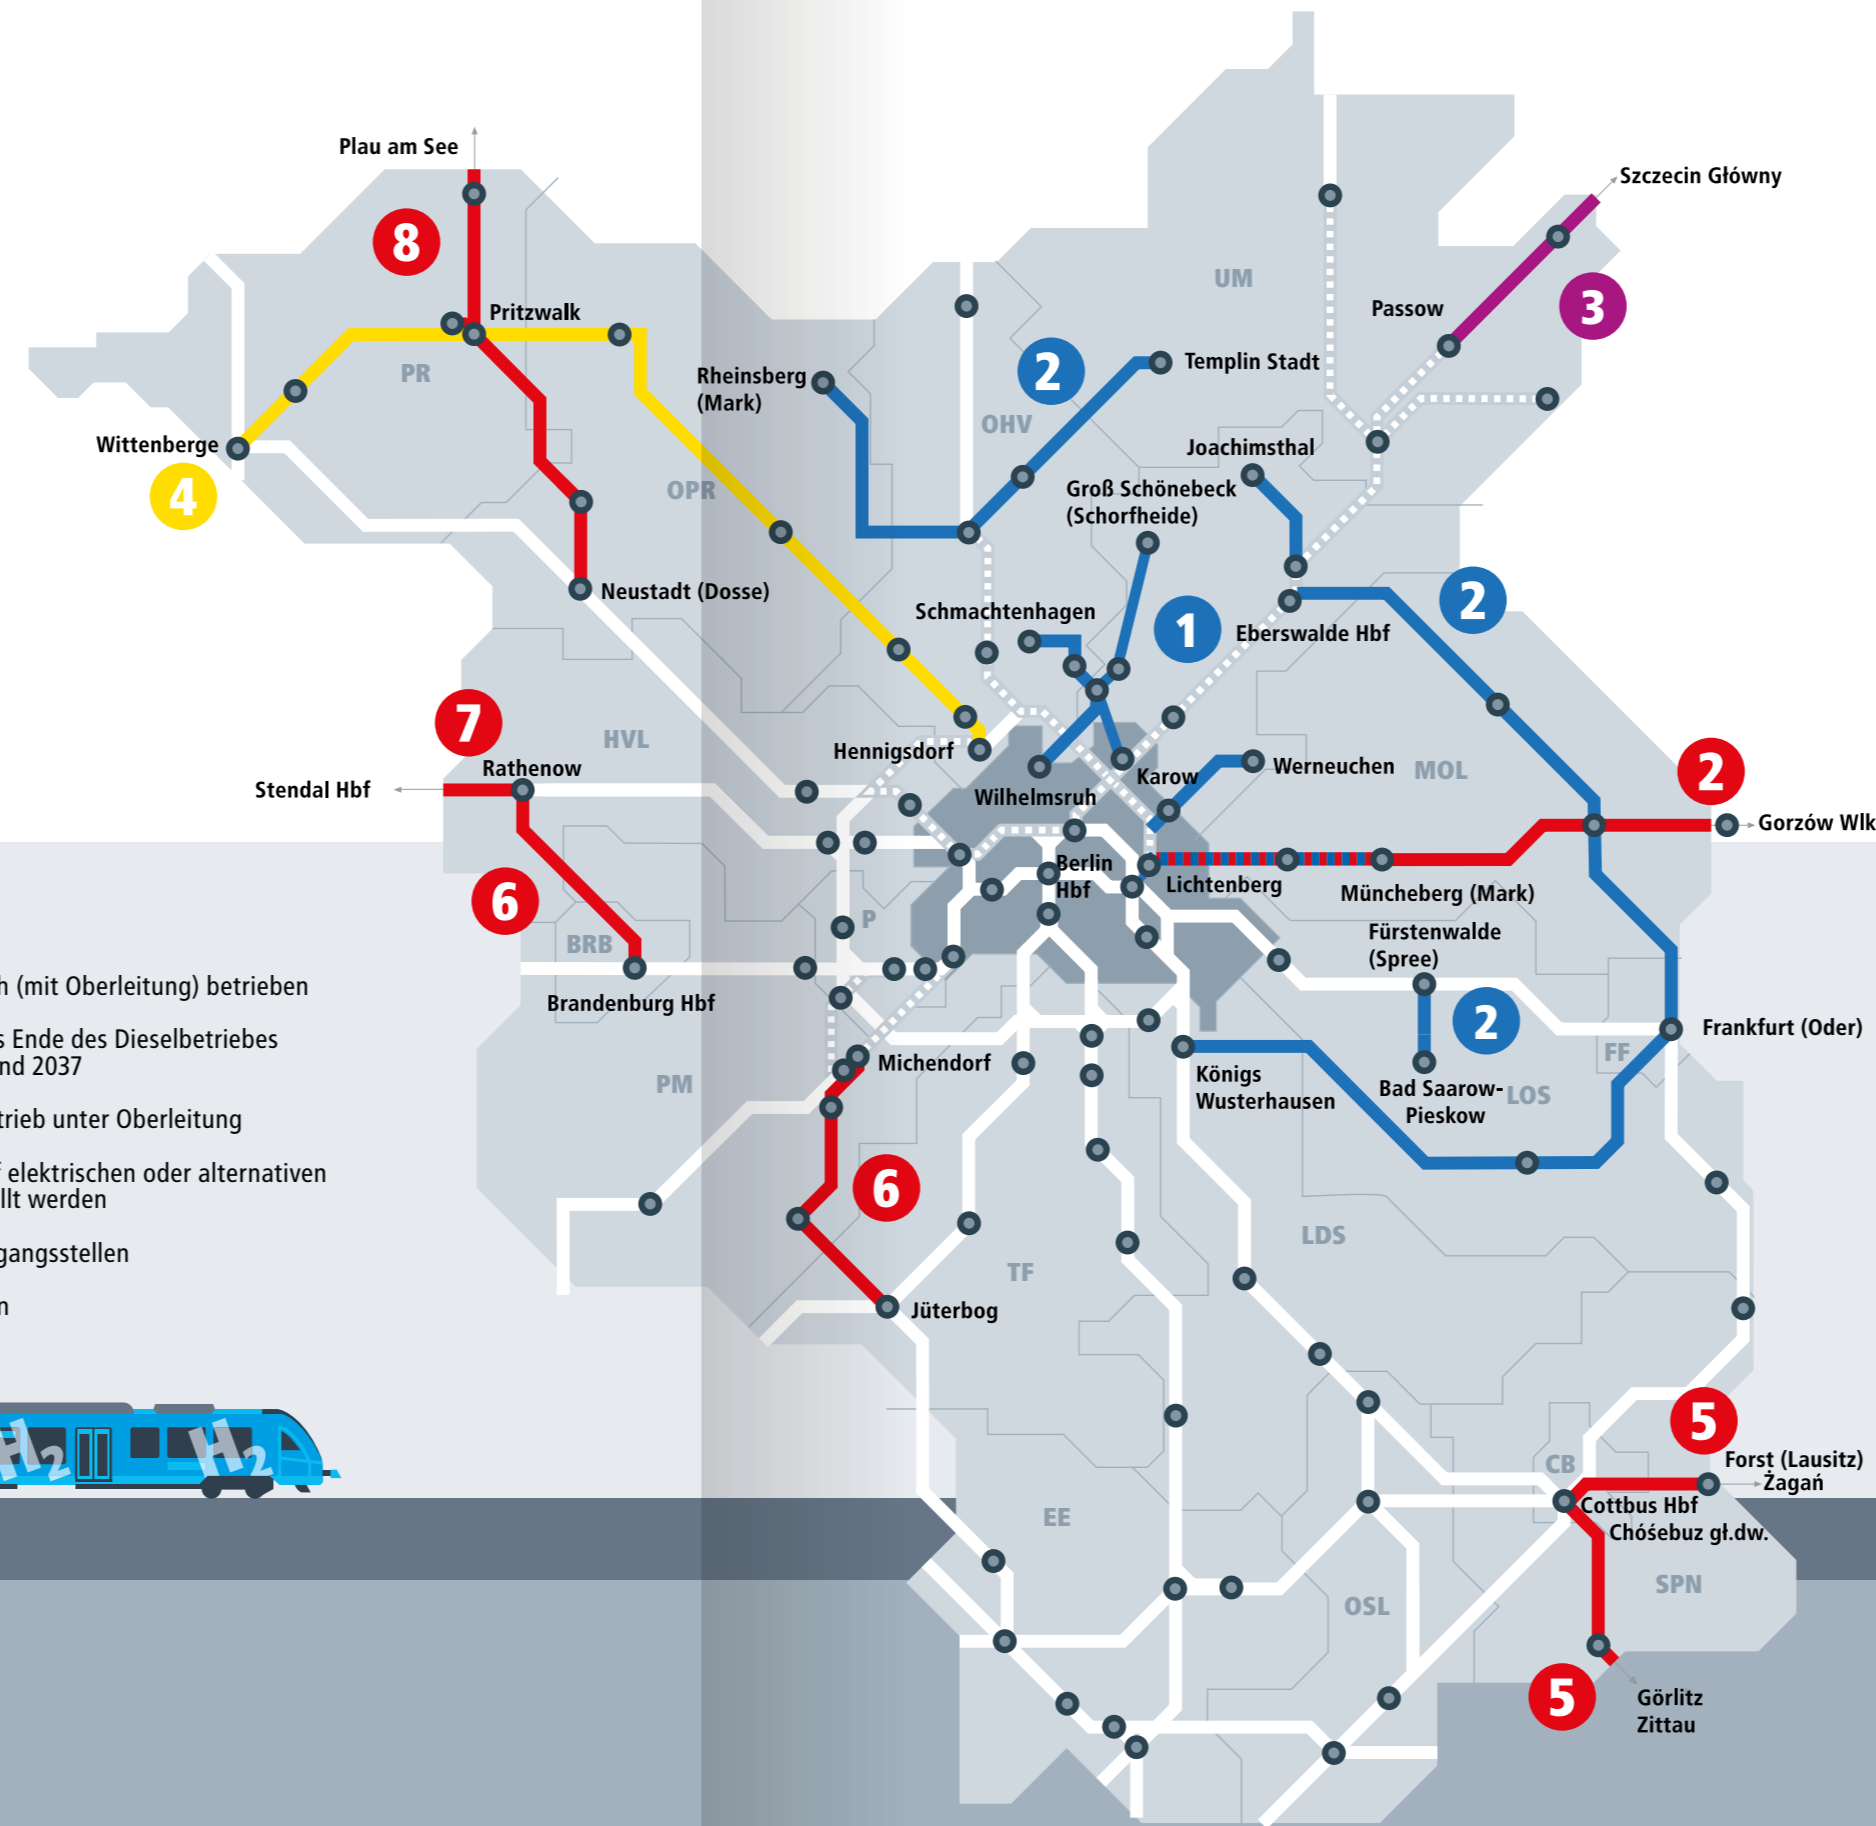 Plau am See
Szczecin Główny
8
UM
3
Passow
Pritzwalk
2
Templin Stadt
PR
Rheinsberg
(Mark)
OHV
Wittenberge
4
OPR
Joachimsthal
Groß Schönebeck
(Schorfheide)
2
Neustadt (Dosse)
Schmachtenhagen
1
Eberswalde Hbf
7
HVL
Hennigsdorf
Rathenow
Stendal Hbf
Karow
Werneuchen
MOL
2
Wilhelmsruh
Gorzów Wlk
Berlin
Hbf
Lichtenberg
Müncheberg (Mark)
6
P
BRB
Fürstenwalde
(Spree)
Brandenburg Hbf
2
Frankfurt (Oder)
FF
(mit Oberleitung) betrieben
Ende des Dieselbetriebes
2037
unter Oberleitung
elektrischen oder alternativen
werden
Michendorf
PM
Königs
Wusterhausen
Bad Saarow-
Pieskow
LOS
6
LDS
TF
Jüterbog
5
Forst (Lausitz)
Żagań
CB
Cottbus Hbf
Chóśebuz gł.dw.
H2
H2
EE
SPN
OSL
5
Görlitz
Zittau